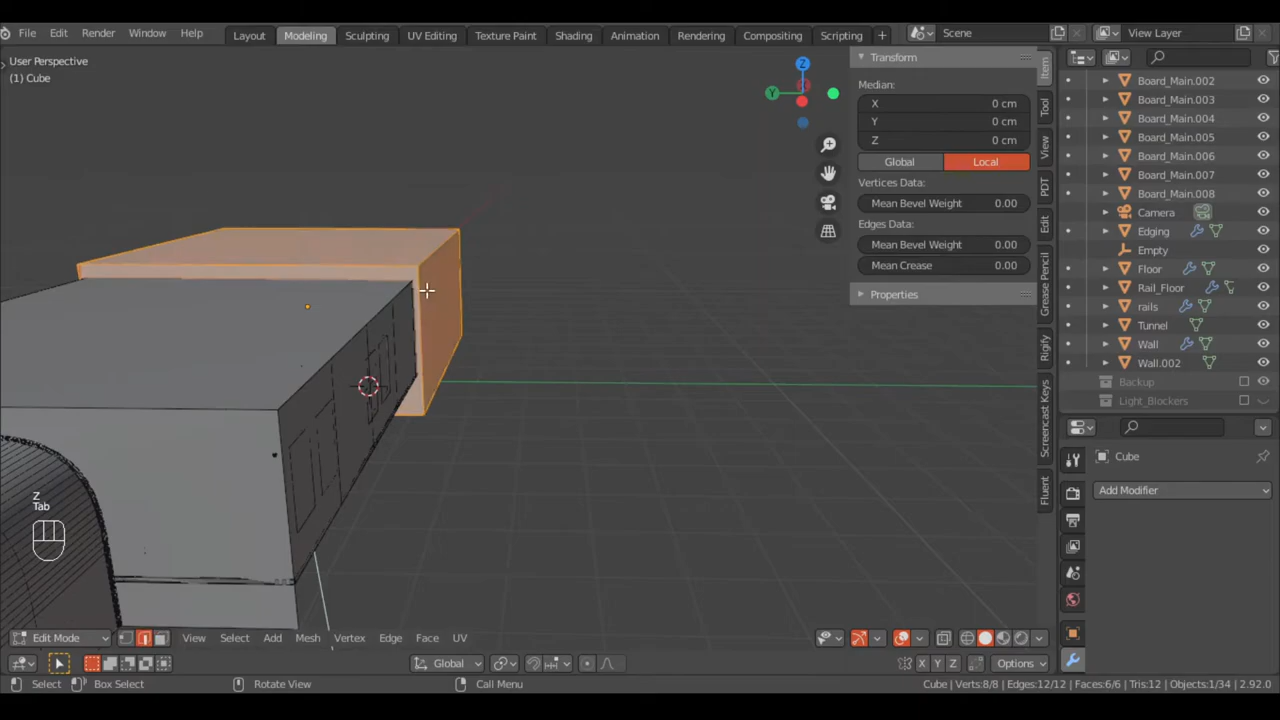 File Edit Render Window Help
Layout Modeling Sculpting UV Editing Texture Paint Shading Animation Rendering Compositing Scripting +
Scene
View Layer
User Perspective
(1) Cube
Z
Y
Transform
Median:
X 0 cm
Y 0 cm
Z 0 cm
Global Local
Vertices Data:
Mean Bevel Weight 0.00
Edges Data:
Mean Bevel Weight 0.00
Mean Crease 0.00
Properties
Item
Tool
View
PDT
Edit
Grease Pencil
Rigify
Screencast Keys
Fluent
Board_Main.002
Board_Main.003
Board_Main.004
Board_Main.005
Board_Main.006
Board_Main.007
Board_Main.008
Camera
Edging
Empty
Floor
Rail_Floor
rails
Tunnel
Wall
Wall.002
Backup
Light_Blockers
Cube
Add Modifier
Z
Tab
Edit Mode View Select Add Mesh Vertex Edge Face UV
Global X Y Z Options
Select Box Select Rotate View Call Menu
Cube | Verts:8/8 | Edges:12/12 | Faces:6/6 | Tris:12 | Objects:1/34 | 2.92.0